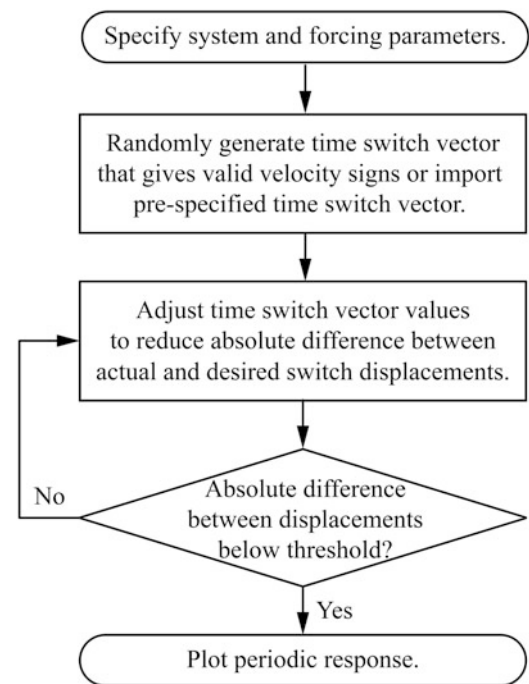 Specify system and forcing parameters.
Randomly generate time switch vector
that gives valid velocity signs or import
pre-specified time switch vector.
Adjust time switch vector values
to reduce absolute difference between
actual and desired switch displacements.
No
Absolute difference
between displacements
below threshold?
Yes
Plot periodic response.